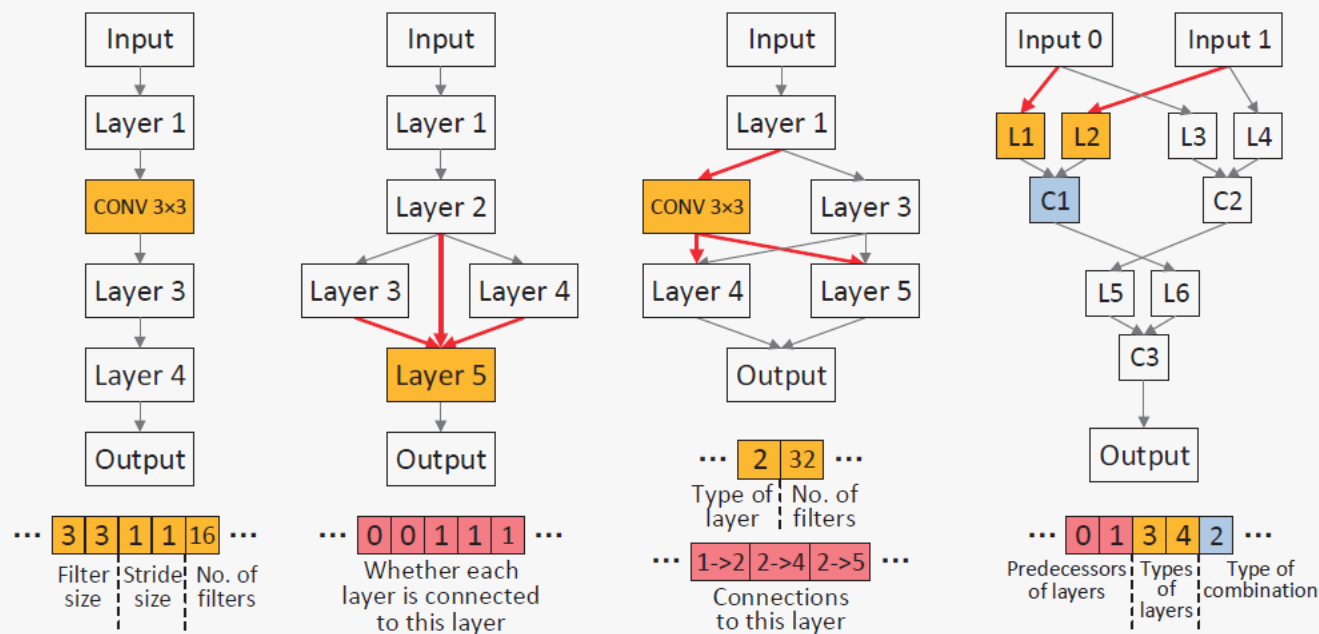 Input
Layer 1
CONV 3×3
Layer 3
Layer 4
Output
... 3 3 1 1 16 ...
Filter size
Stride size
No. of filters
Input
Layer 1
Layer 2
Layer 3
Layer 4
Layer 5
Output
... 0 0 1 1 1 ...
Whether each
layer is connected
to this layer
Input
Layer 1
CONV 3×3
Layer 3
Layer 4
Layer 5
Output
... 2 32 ...
Type of layer
No. of filters
1->2 2->4 2->5 ...
Connections
to this layer
Input 0
Input 1
L1
L2
L3
L4
C1
C2
L5
L6
C3
Output
... 0 1 3 4 2 ...
Predecessors of layers
Types of layers
Type of combination